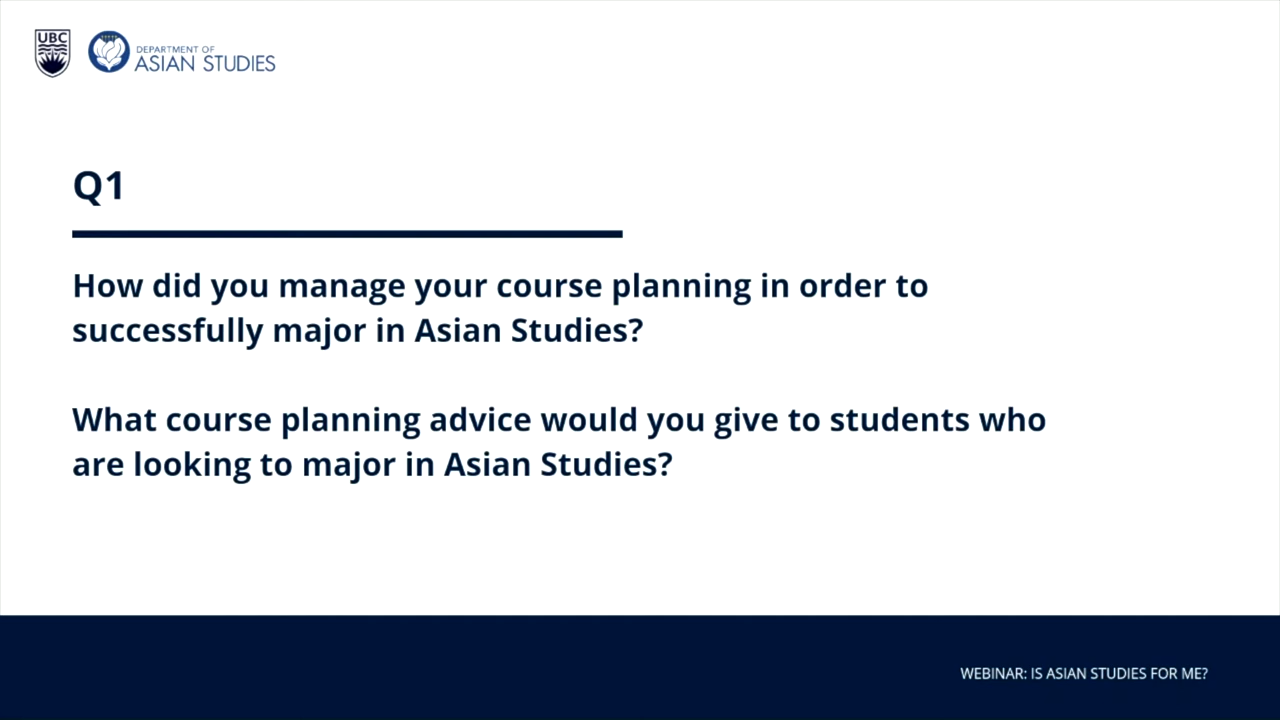 UBC
DEPARTMENT OF
ASIAN STUDIES
Q1
How did you manage your course planning in order to
successfully major in Asian Studies?
What course planning advice would you give to students who
are looking to major in Asian Studies?
WEBINAR: IS ASIAN STUDIES FOR ME?